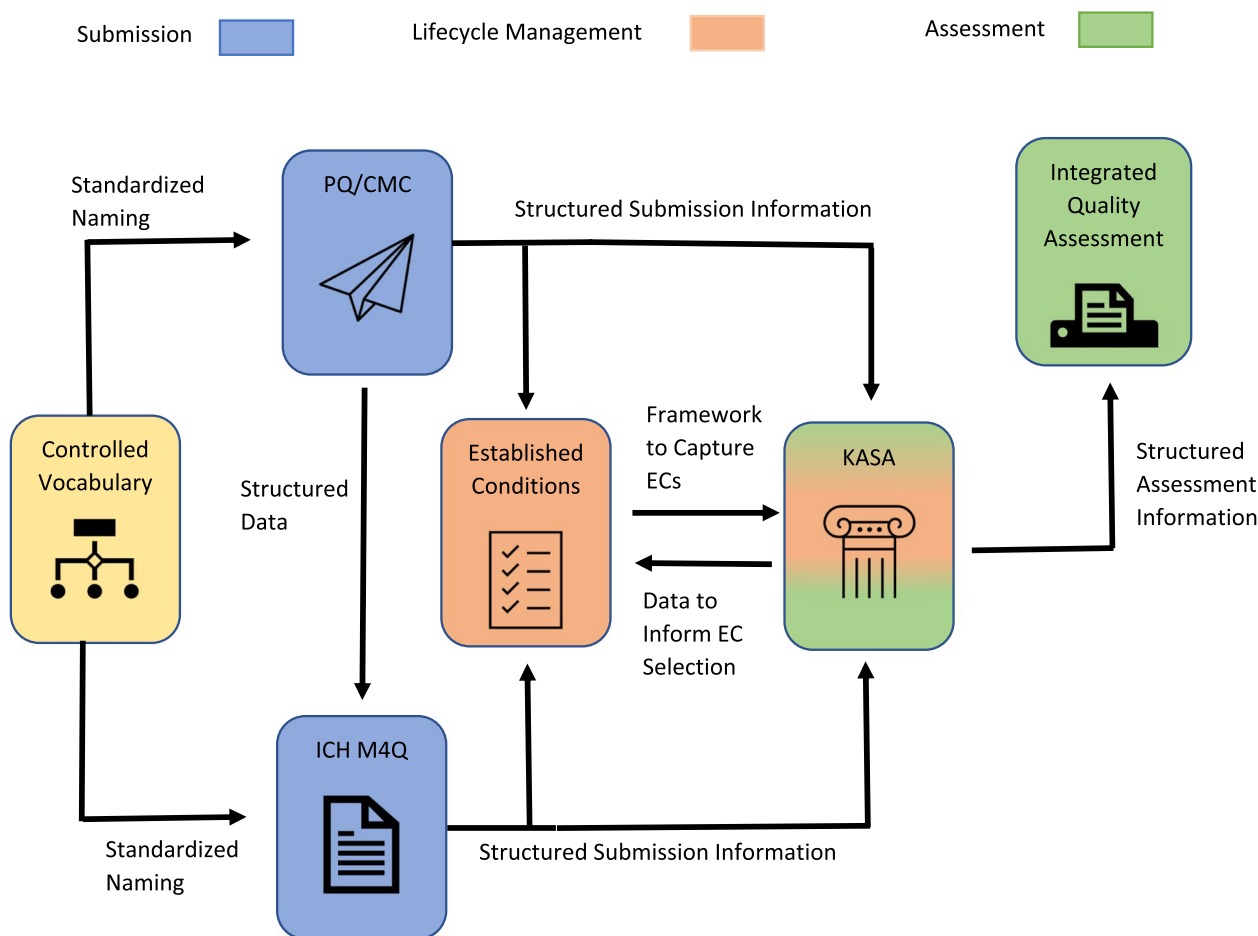 Submission
Lifecycle Management
Assessment
Standardized
Naming
PQ/CMC
Structured Submission Information
Integrated
Quality
Assessment
Controlled
Vocabulary
Structured
Data
Established
Conditions
Framework
to Capture
ECs
KASA
Structured
Assessment
Information
Data to
Inform EC
Selection
ICH M4Q
Standardized
Naming
Structured Submission Information